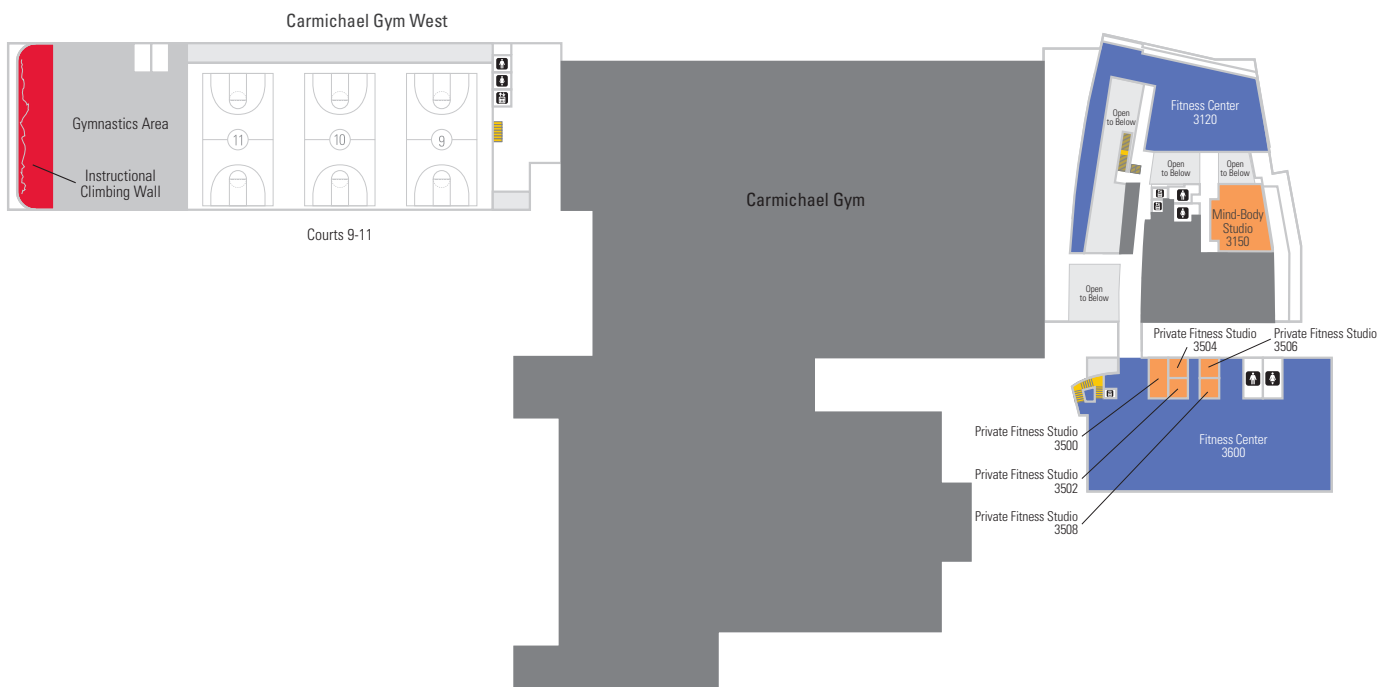 Carmichael Gym West
Gymnastics Area
Instructional
Climbing Wall
11
10
9
Courts 9-11
Carmichael Gym
Fitness Center
3120
Open
to Below
Open
to Below
Open
to Below
Mind-Body
Studio
3150
Open
to Below
Private Fitness Studio
3504
Private Fitness Studio
3506
Private Fitness Studio
3500
Fitness Center
3600
Private Fitness Studio
3502
Private Fitness Studio
3508